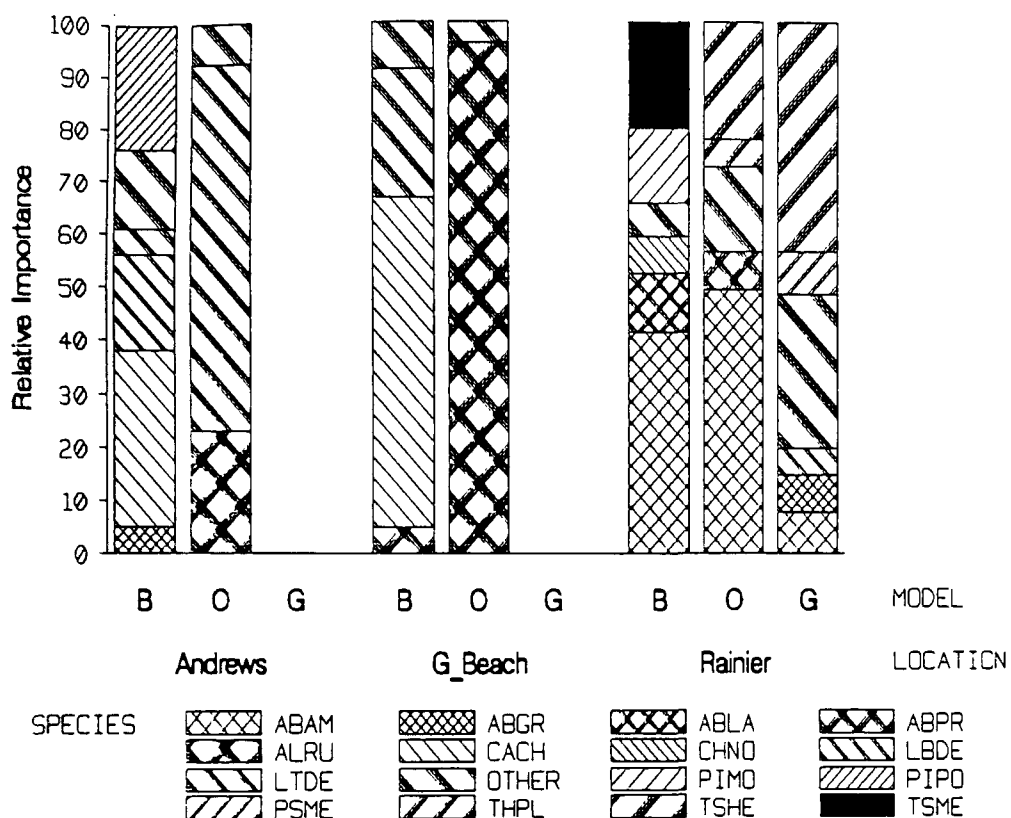 Relative Importance
100
90
80
70
60
50
40
30
20
10
0
B O G B O G B O G MODEL
Andrews G_Beach Rainier LOCATION
SPECIES ABAM ABGR ABLA ABPR
ALRU CACH CHNO LBDE
LTDE OTHER PIMO PIPO
PSME THPL TSHE TSME